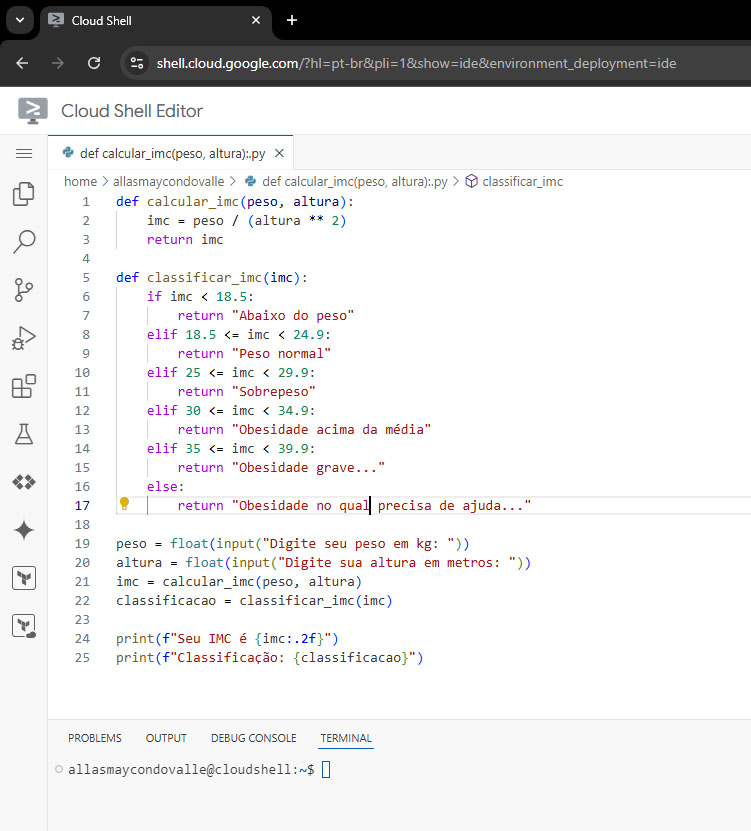 Cloud Shell
shell.cloud.google.com/?hl=pt-br&pli=1&show=ide&environment_deployment=ide
Cloud Shell Editor
def calcular_imc(peso, altura):.py
home > allasmaycondovalle > def calcular_imc(peso, altura):.py > classificar_imc
1 def calcular_imc(peso, altura):
2     imc = peso / (altura ** 2)
3     return imc
4
5 def classificar_imc(imc):
6     if imc < 18.5:
7         return "Abaixo do peso"
8     elif 18.5 <= imc < 24.9:
9         return "Peso normal"
10     elif 25 <= imc < 29.9:
11         return "Sobrepeso"
12     elif 30 <= imc < 34.9:
13         return "Obesidade acima da média"
14     elif 35 <= imc < 39.9:
15         return "Obesidade grave..."
16     else:
17         return "Obesidade no qual precisa de ajuda..."
18
19 peso = float(input("Digite seu peso em kg: "))
20 altura = float(input("Digite sua altura em metros: "))
21 imc = calcular_imc(peso, altura)
22 classificacao = classificar_imc(imc)
23
24 print(f"Seu IMC é {imc:.2f}")
25 print(f"Classificação: {classificacao}")
PROBLEMS OUTPUT DEBUG CONSOLE TERMINAL
allasmaycondovalle@cloudshell:~$